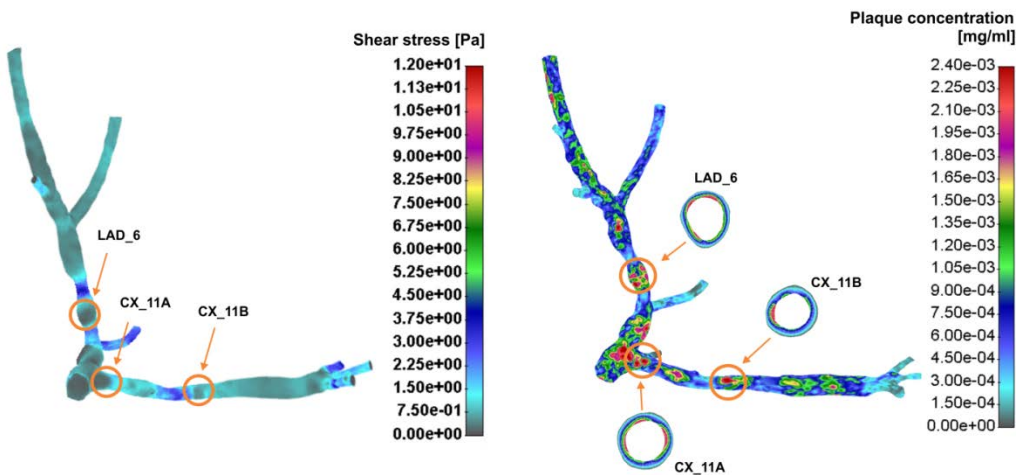 Shear stress [Pa]
1.20e+01
1.13e+01
1.05e+01
9.75e+00
9.00e+00
8.25e+00
7.50e+00
6.75e+00
6.00e+00
5.25e+00
4.50e+00
3.75e+00
3.00e+00
2.25e+00
1.50e+00
7.50e-01
0.00e+00
LAD_6
CX_11A
CX_11B
Plaque concentration
[mg/ml]
2.40e-03
2.25e-03
2.10e-03
1.95e-03
1.80e-03
1.65e-03
1.50e-03
1.35e-03
1.20e-03
1.05e-03
9.00e-04
7.50e-04
6.00e-04
4.50e-04
3.00e-04
1.50e-04
0.00e+00
LAD_6
CX_11B
CX_11A